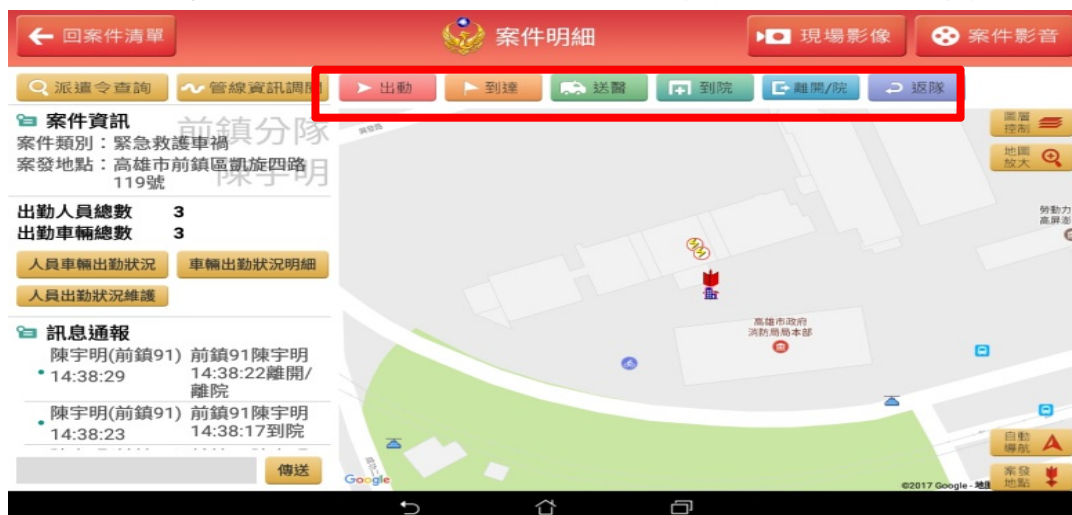 回案件清單
案件明細
現場影像
案件影音
派遣令查詢
管線資訊調閱
出動
到達
送醫
到院
離開/院
返隊
案件資訊
前鎮分隊
陳宇明
案件類別：緊急救護車禍
案發地點：高雄市前鎮區凱旋四路
119號
出勤人員總數 3
出勤車輛總數 3
人員車輛出勤狀況
車輛出勤狀況明細
人員出勤狀況維護
訊息通報
陳宇明(前鎮91) 前鎮91陳宇明
14:38:29 14:38:22離開/
離院
陳宇明(前鎮91) 前鎮91陳宇明
14:38:23 14:38:17到院
傳送
圖層
控制
地圖
放大
勞動力
高屏澎
高雄市政府
消防局局本部
自動
導航
案發
地點
Google
©2017 Google - 地圖